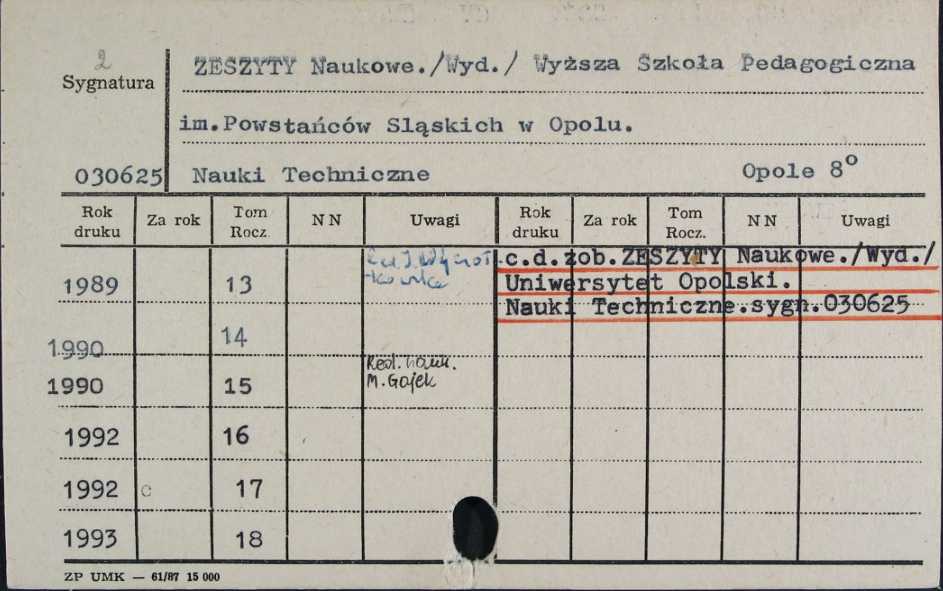 2
Sygnatura
ZESZYTY Naukowe./Wyd./ Wyższa Szkoła Pedagogiczna
im.Powstańców Śląskich w Opolu.
030625 Nauki Techniczne Opole 8º
Rok druku Za rok Tom Rocz. NN Uwagi Rok druku Za rok Tom Rocz. NN Uwagi
c.d.zob.ZESZYTY Naukowe./Wyd./
1989 13 Uniwersytet Opolski.
Nauki Techniczne.sygn.030625
1990 14
Red. nauk.
1990 15 M. Gajek
1992 16
1992 c 17
1993 18
ZP UMK — 61/87 15 000